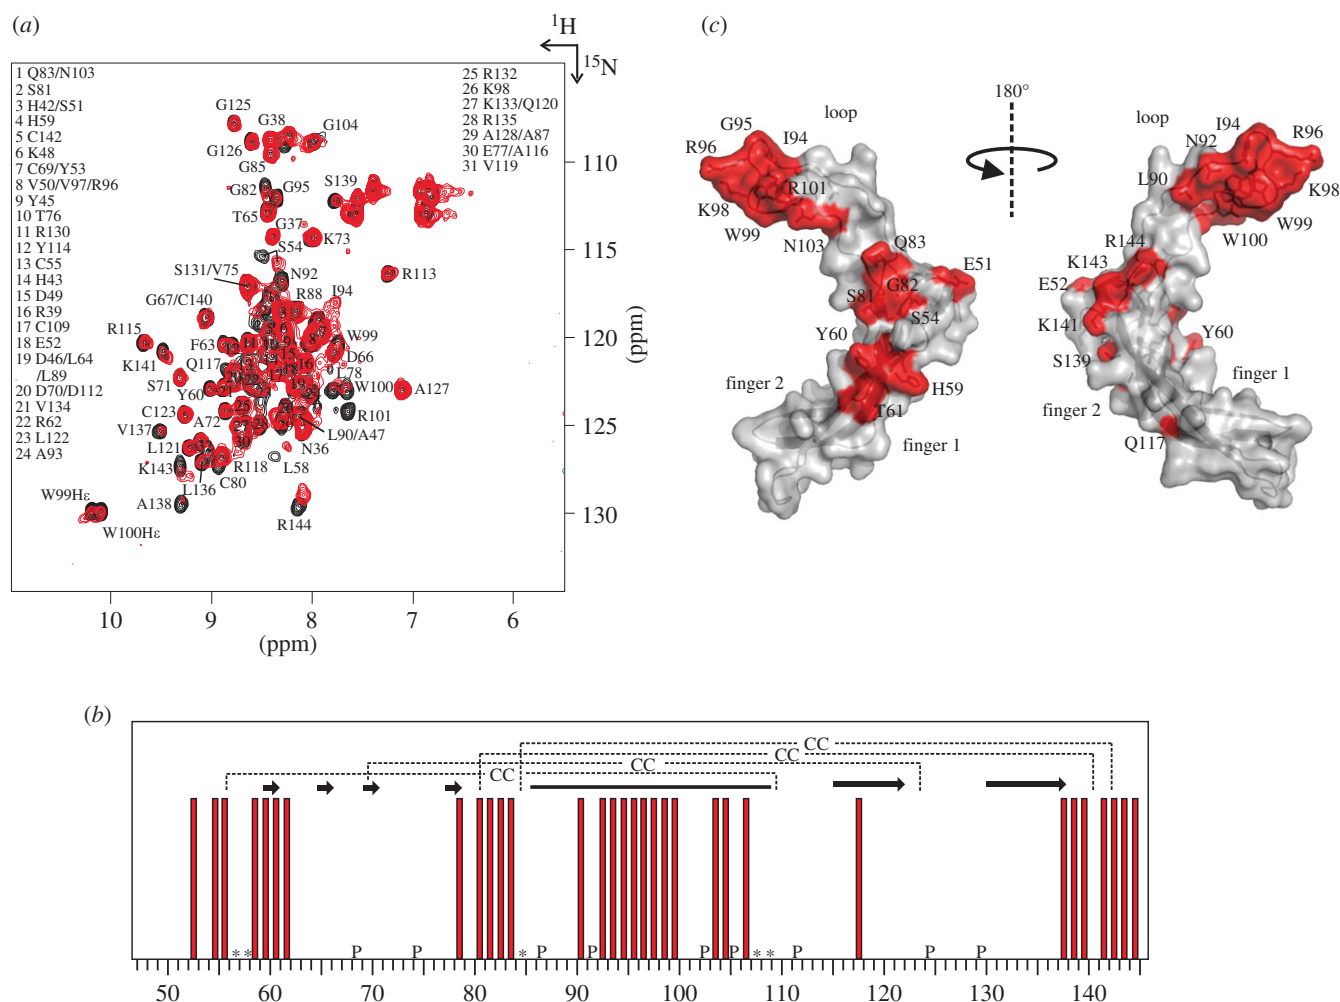 (a)
1H
15N
1 Q83/N103
2 S81
3 H42/S51
4 H59
5 C142
6 K48
7 C69/Y53
8 V50/V97/R96
9 Y45
10 T76
11 R130
12 Y114
13 C55
14 H43
15 D49
16 R39
17 C109
18 E52
19 D46/L64
/L89
20 D70/D112
21 V134
22 R62
23 L122
24 A93
25 R132
26 K98
27 K133/Q120
28 R135
29 A128/A87
30 E77/A116
31 V119
G125
G38
G104
G126
G85
G82
G95
S139
T65
G37
K73
S54
S131/V75
N92
R113
I94
G67/C140
R88
R115
F63
W99
K141
Q117
D66
S71
L78
Y60
W100
A127
C123
A72
R101
V137
L90/A47
L121
N36
K143
R118
L58
L136
C80
W99Hε
A138
W100Hε
R144
110
115
120
125
130
(ppm)
10
9
8
7
6
(ppm)
(c)
180°
loop
G95
I94
R96
R101
K98
W99
N103
Q83
E51
G82
S81
S54
Y60
H59
finger 2
T61
finger 1
loop
I94
N92
R96
L90
K98
W99
W100
R144
K143
E52
K141
Y60
S139
finger 1
finger 2
Q117
(b)
CC
CC
CC
CC
* * P P * P P P P * * P P P
50 60 70 80 90 100 110 120 130 140